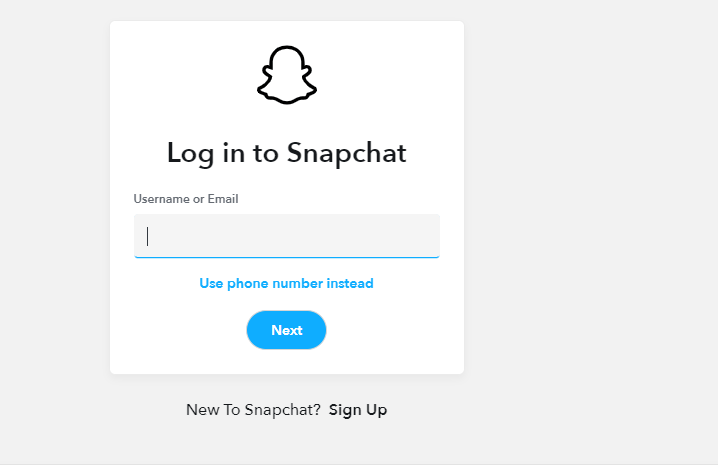 Log in to Snapchat
Username or Email
Use phone number instead
Next
New To Snapchat? Sign Up